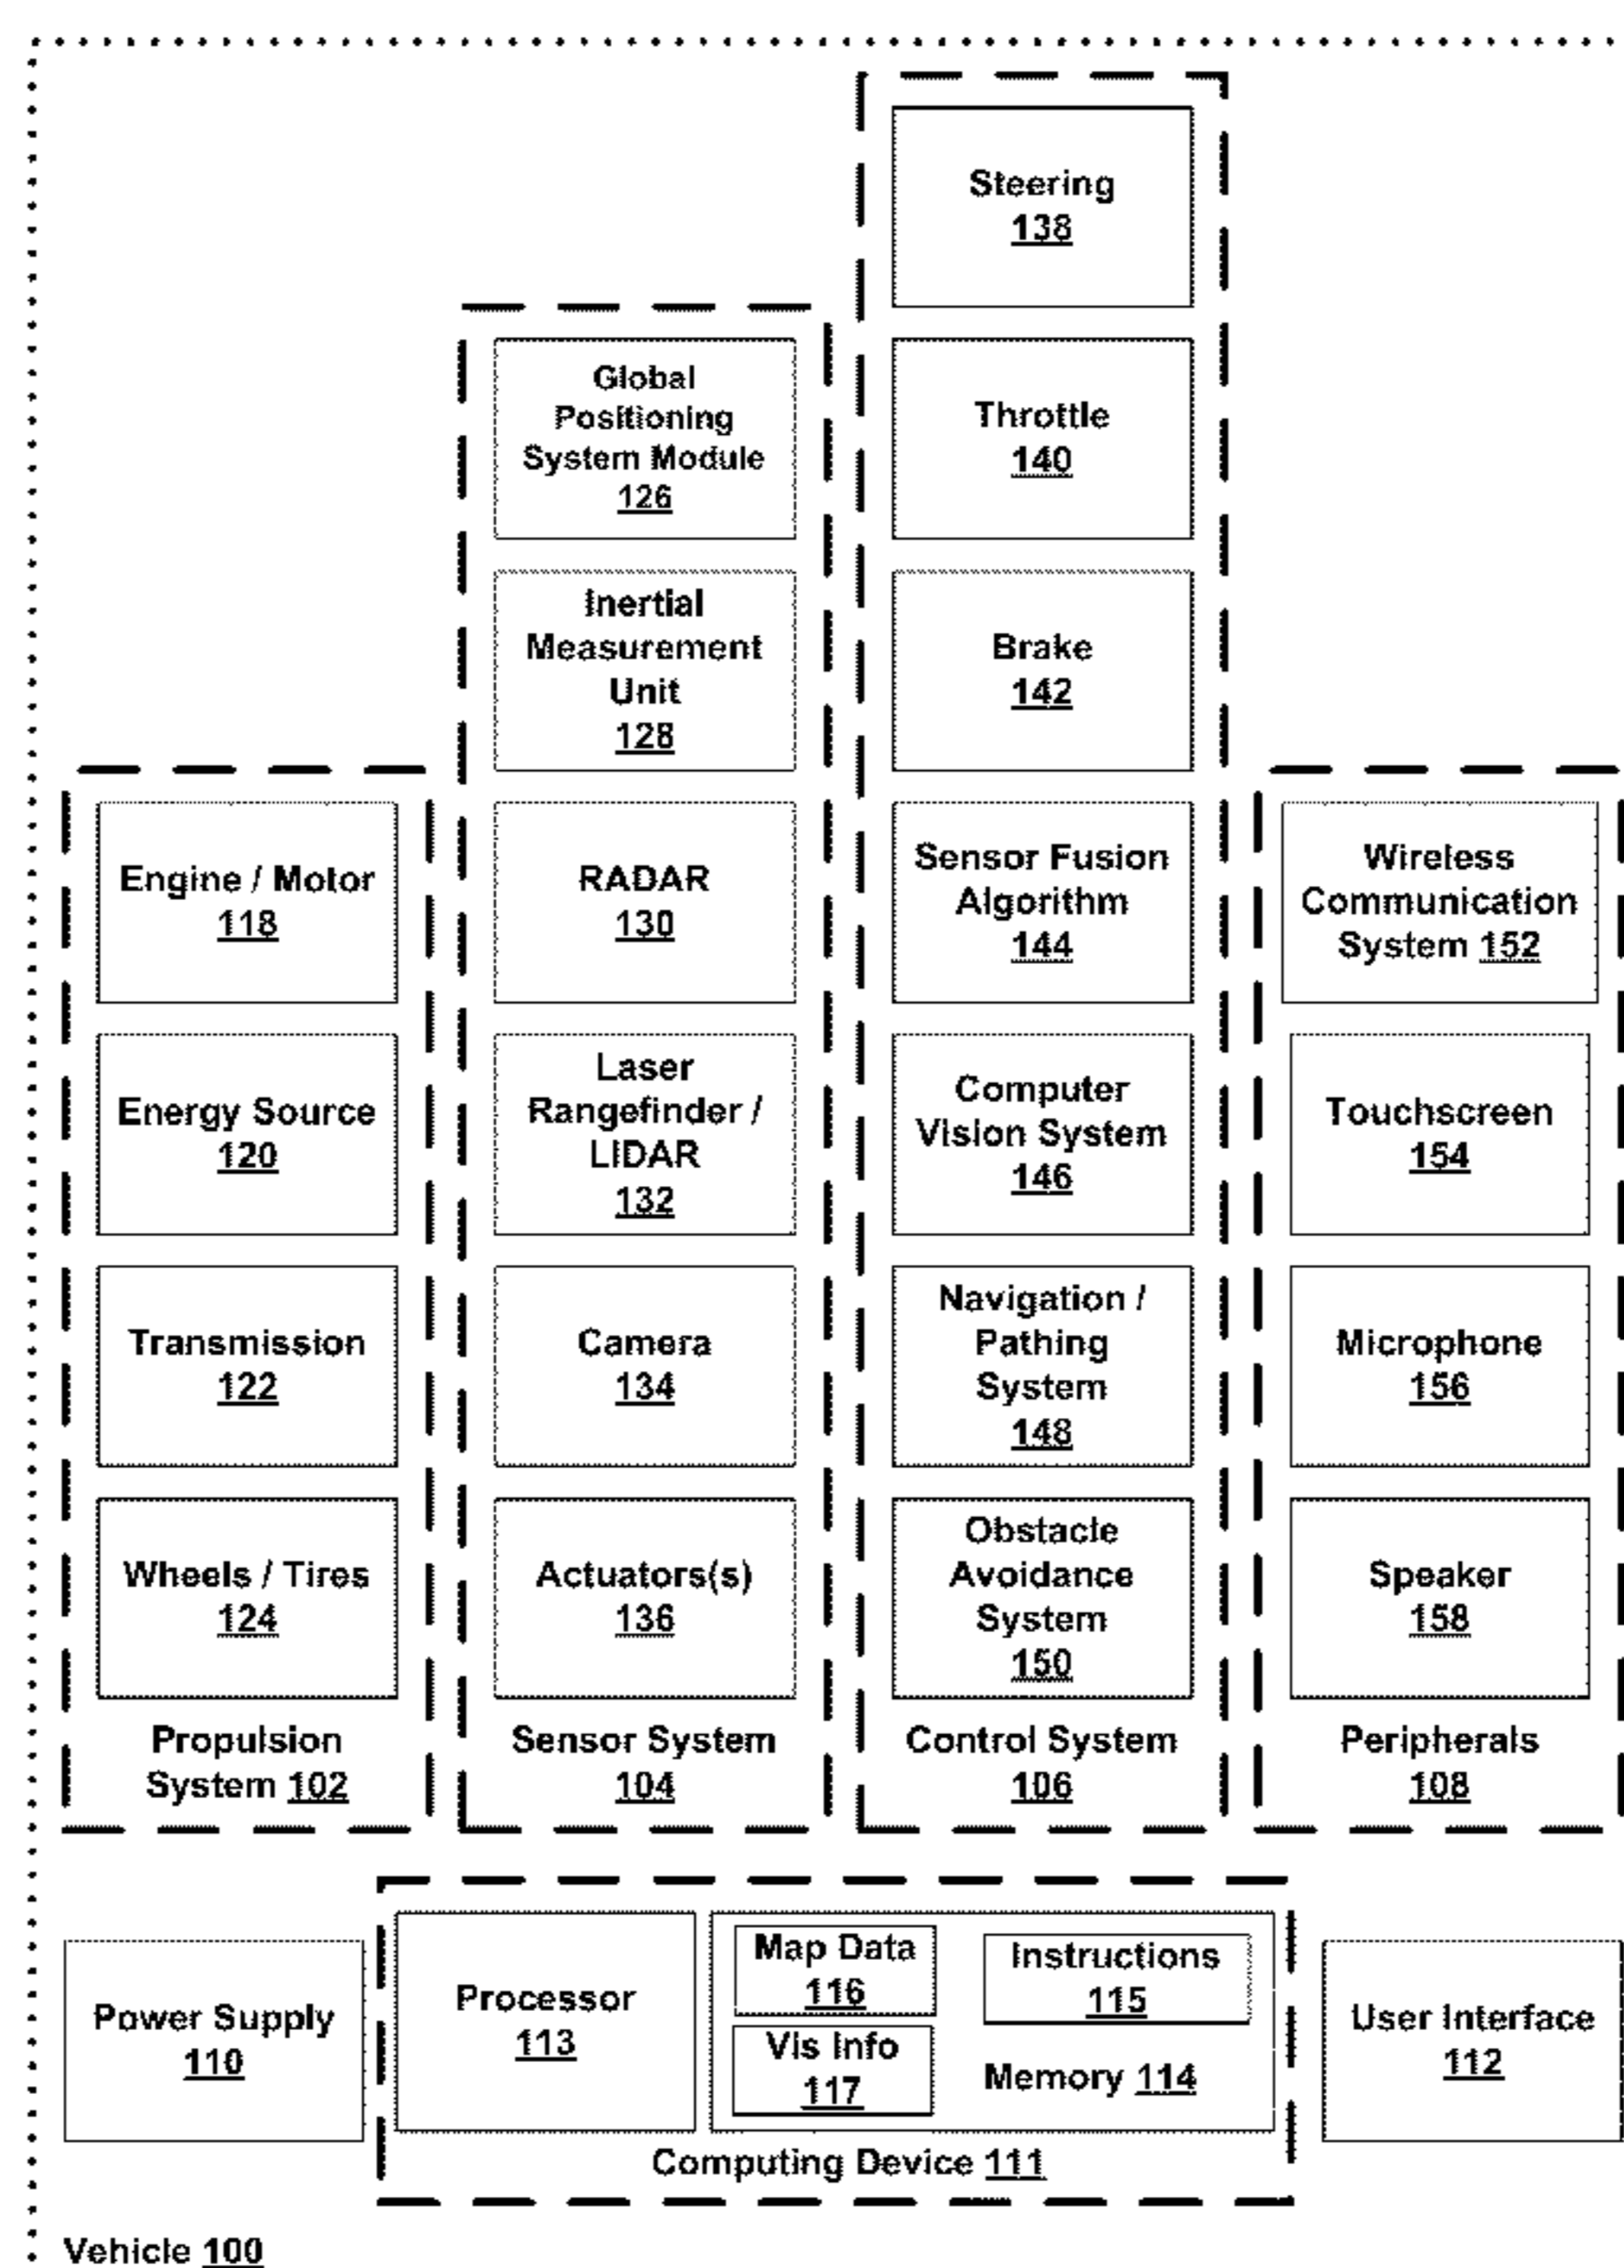 Steering
138
Global
Positioning
System Module
126
Throttle
140
Inertial
Measurement
Unit
128
Brake
142
Engine / Motor
118
RADAR
130
Sensor Fusion
Algorithm
144
Wireless
Communication
System 152
Energy Source
120
Laser
Rangefinder /
LIDAR
132
Computer
Vision System
146
Touchscreen
154
Transmission
122
Camera
134
Navigation /
Pathing
System
148
Microphone
156
Wheels / Tires
124
Actuators(s)
136
Obstacle
Avoidance
System
150
Speaker
158
Propulsion
System 102
Sensor System
104
Control System
106
Peripherals
108
Power Supply
110
Processor
113
Map Data
116
Vis Info
117
Instructions
115
Memory 114
Computing Device 111
User Interface
112
Vehicle 100